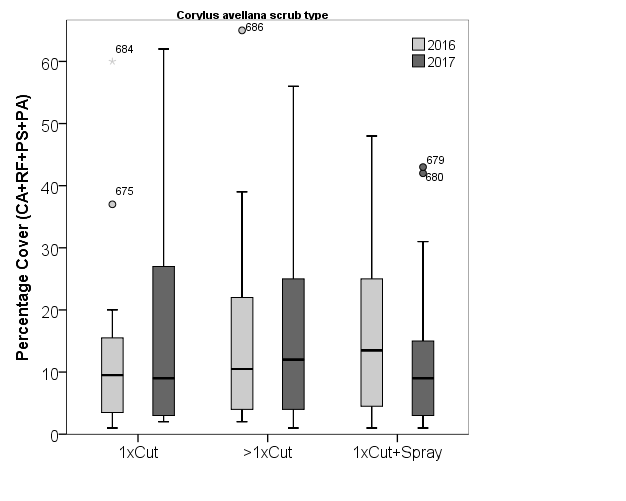 Corylus avellana scrub type
Percentage Cover (CA+RF+PS+PA)
60
50
40
30
20
10
0
684
675
686
679
680
2016
2017
1xCut
>1xCut
1xCut+Spray